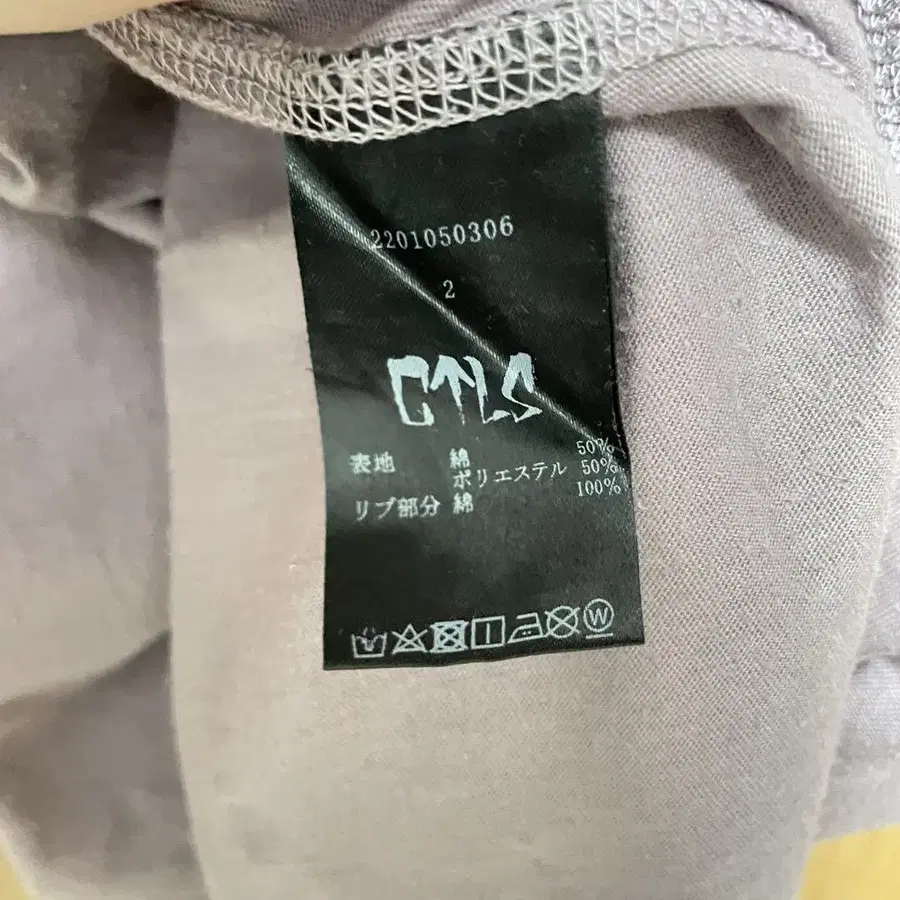 2201050306
2
CTLS
表地 綿 50%
ポリエステル 50%
リブ部分 綿 100%
W